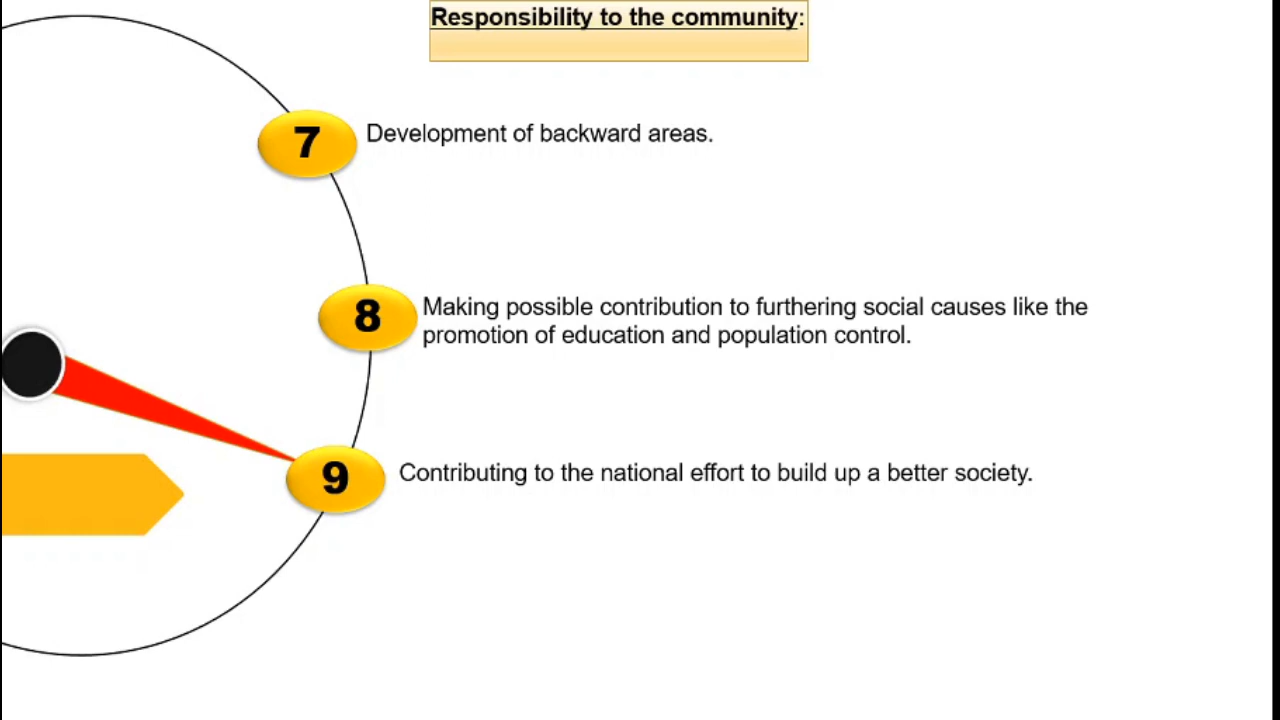 Responsibility to the community:
7
Development of backward areas.
8
Making possible contribution to furthering social causes like the
promotion of education and population control.
9
Contributing to the national effort to build up a better society.